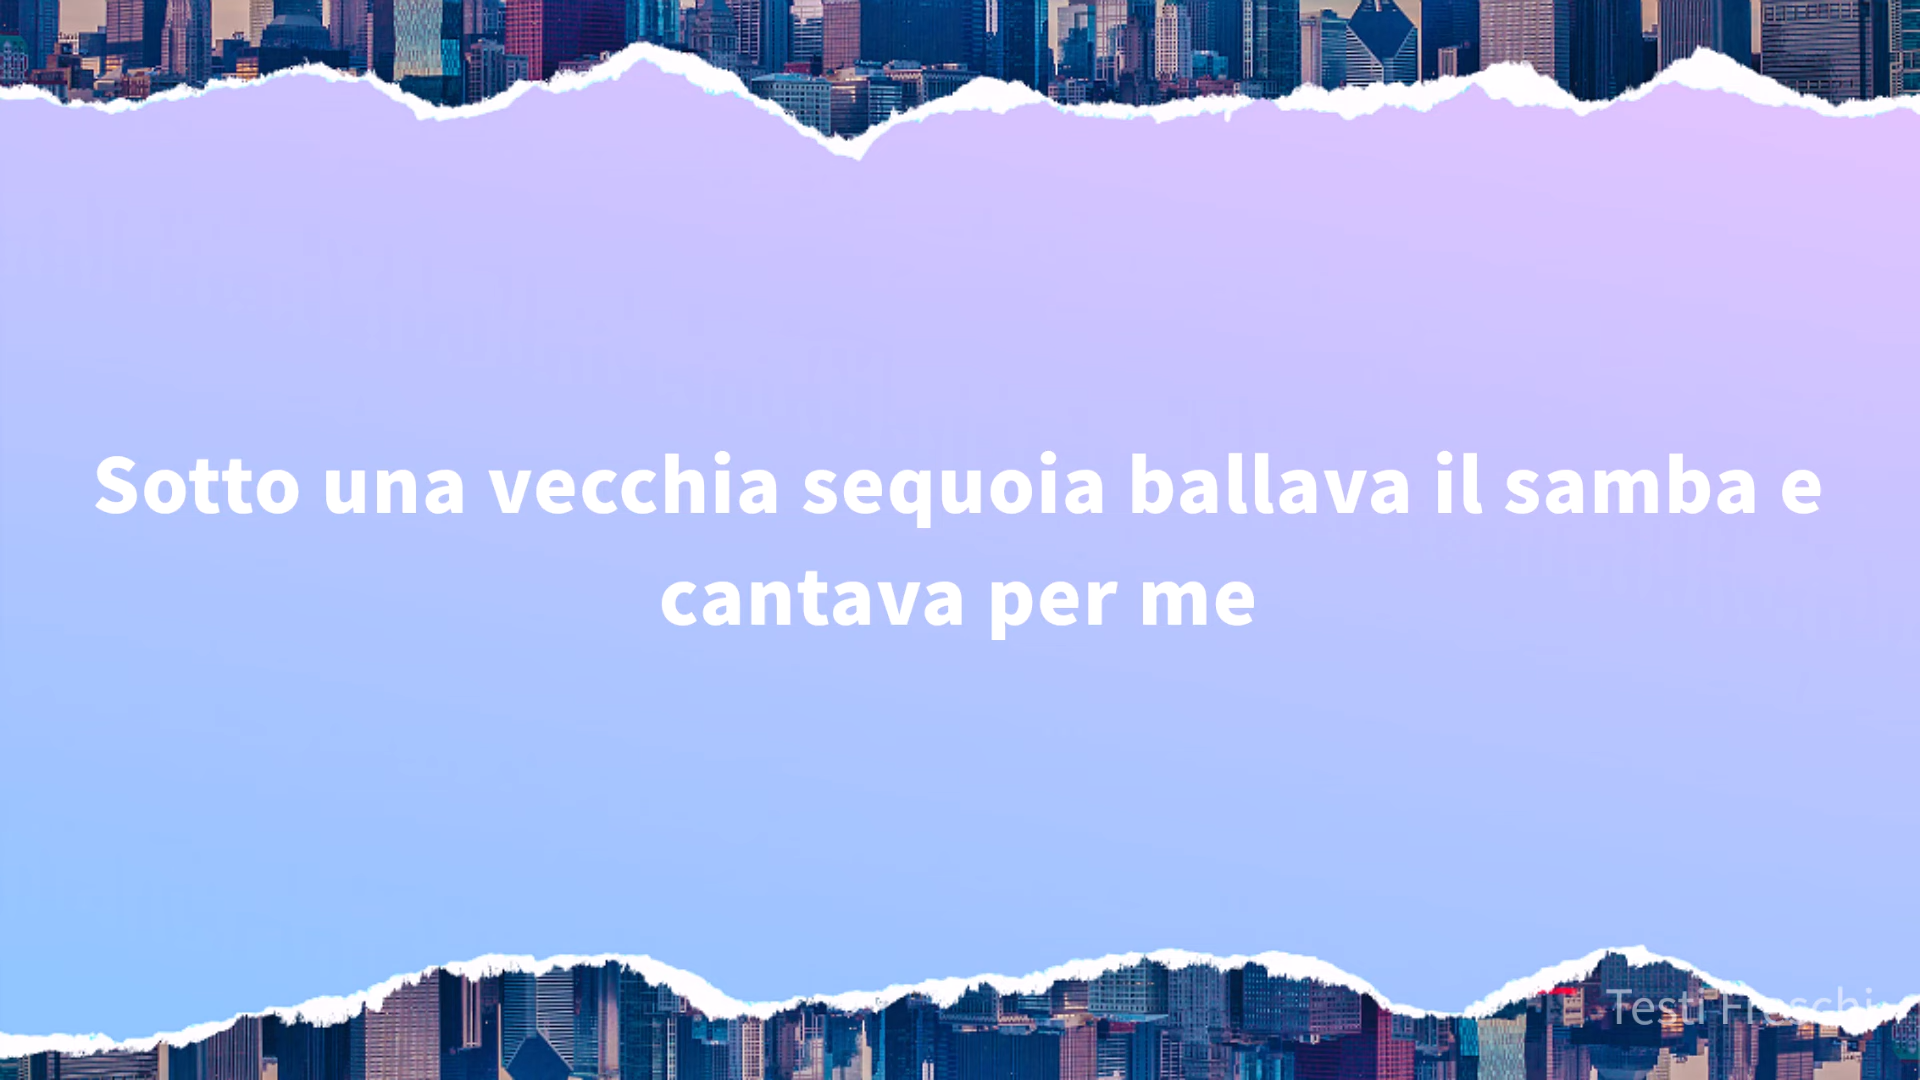 Sotto una vecchia sequoia ballava il samba e
cantava per me
Testi Freschi